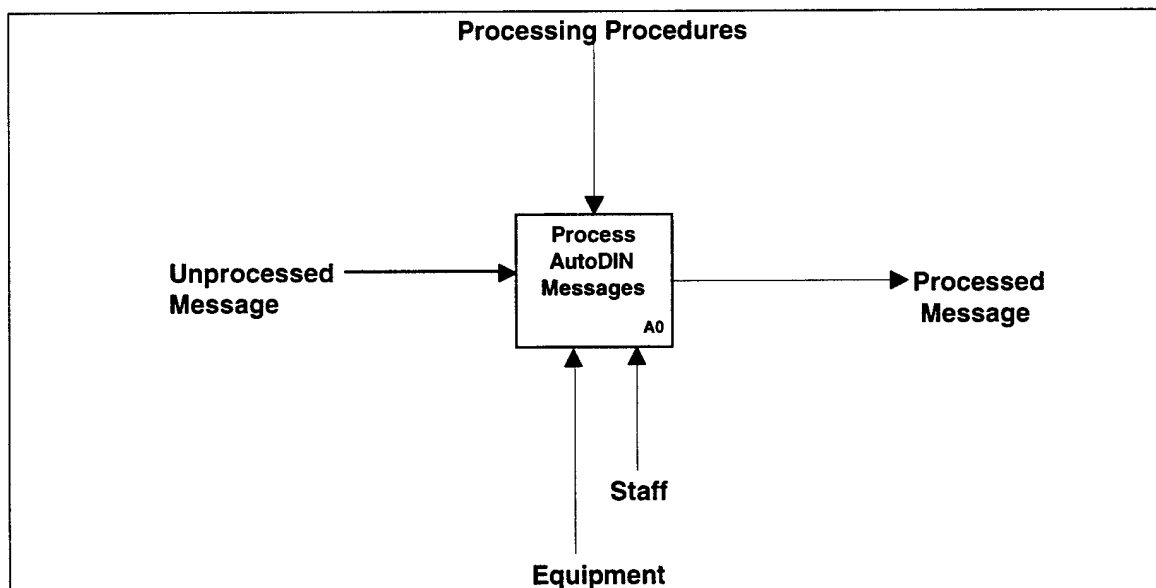 Processing Procedures
Process
AutoDIN
Messages
A0
Unprocessed
Message
Processed
Message
Staff
Equipment